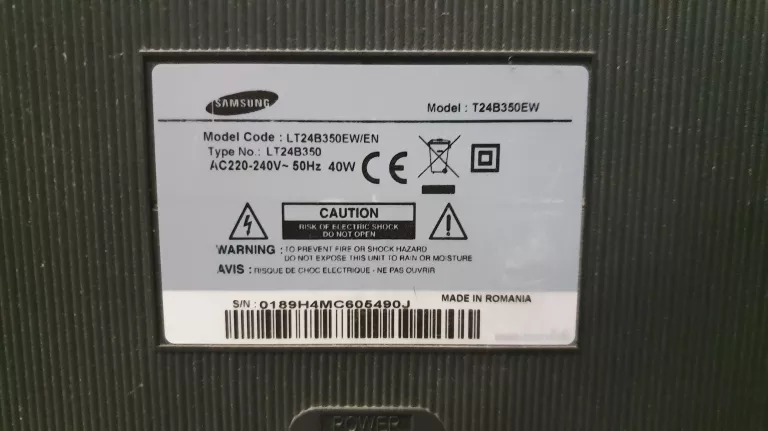 SAMSUNG
Model : T24B350EW
Model Code : LT24B350EW/EN
Type No.: LT24B350
AC220-240V~ 50Hz 40W
CE
CAUTION
RISK OF ELECTRIC SHOCK
DO NOT OPEN
WARNING : TO PREVENT FIRE OR SHOCK HAZARD
DO NOT EXPOSE THIS UNIT TO RAIN OR MOISTURE
AVIS : RISQUE DE CHOC ELECTRIQUE - NE PAS OUVRIR
S/N : 0189H4MC605490J
MADE IN ROMANIA
POWER